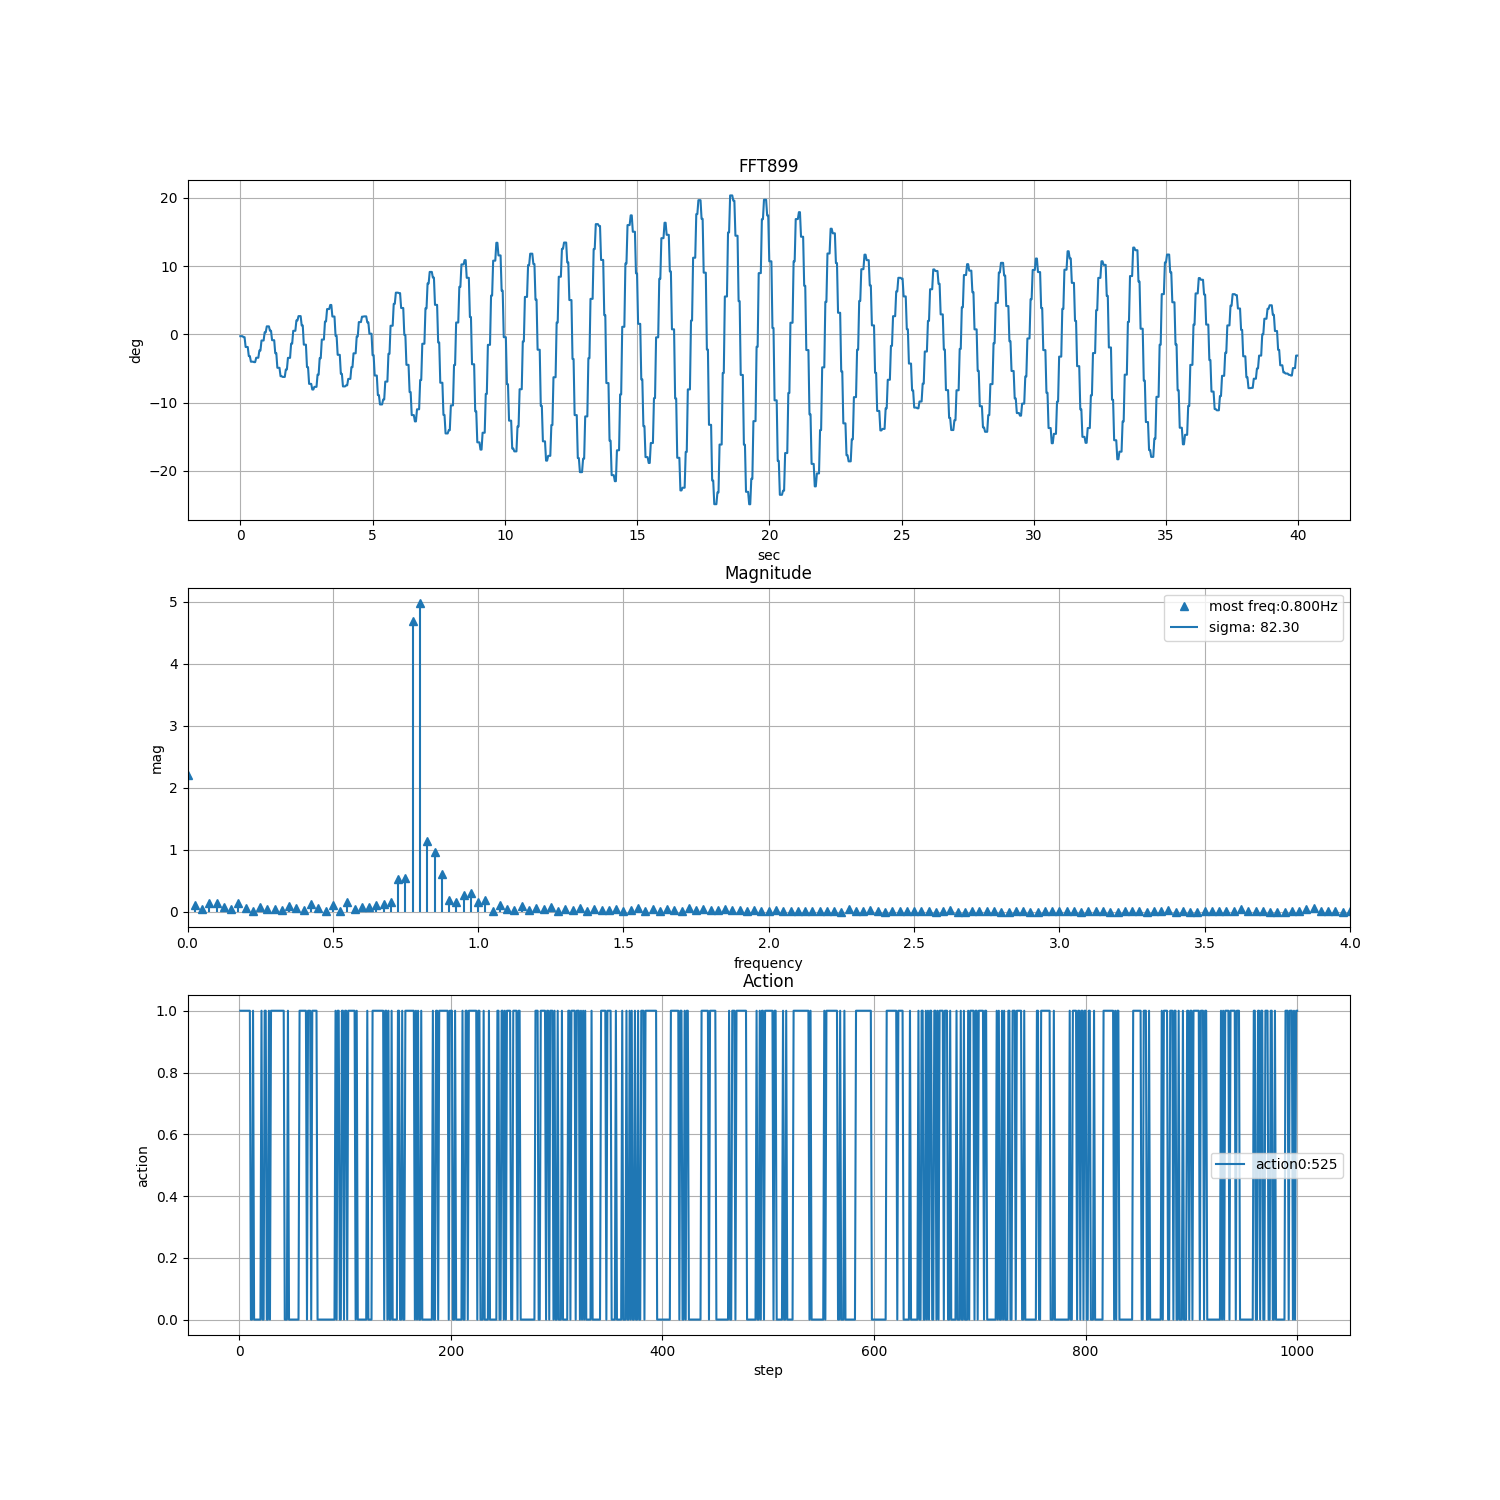 FFT899
20
10
0
−10
−20
deg
0 5 10 15 20 25 30 35 40
sec
Magnitude
5
4
3
2
1
0
mag
most freq:0.800Hz
sigma: 82.30
0.0 0.5 1.0 1.5 2.0 2.5 3.0 3.5 4.0
frequency
Action
1.0
0.8
0.6
0.4
0.2
0.0
action
action0:525
0 200 400 600 800 1000
step